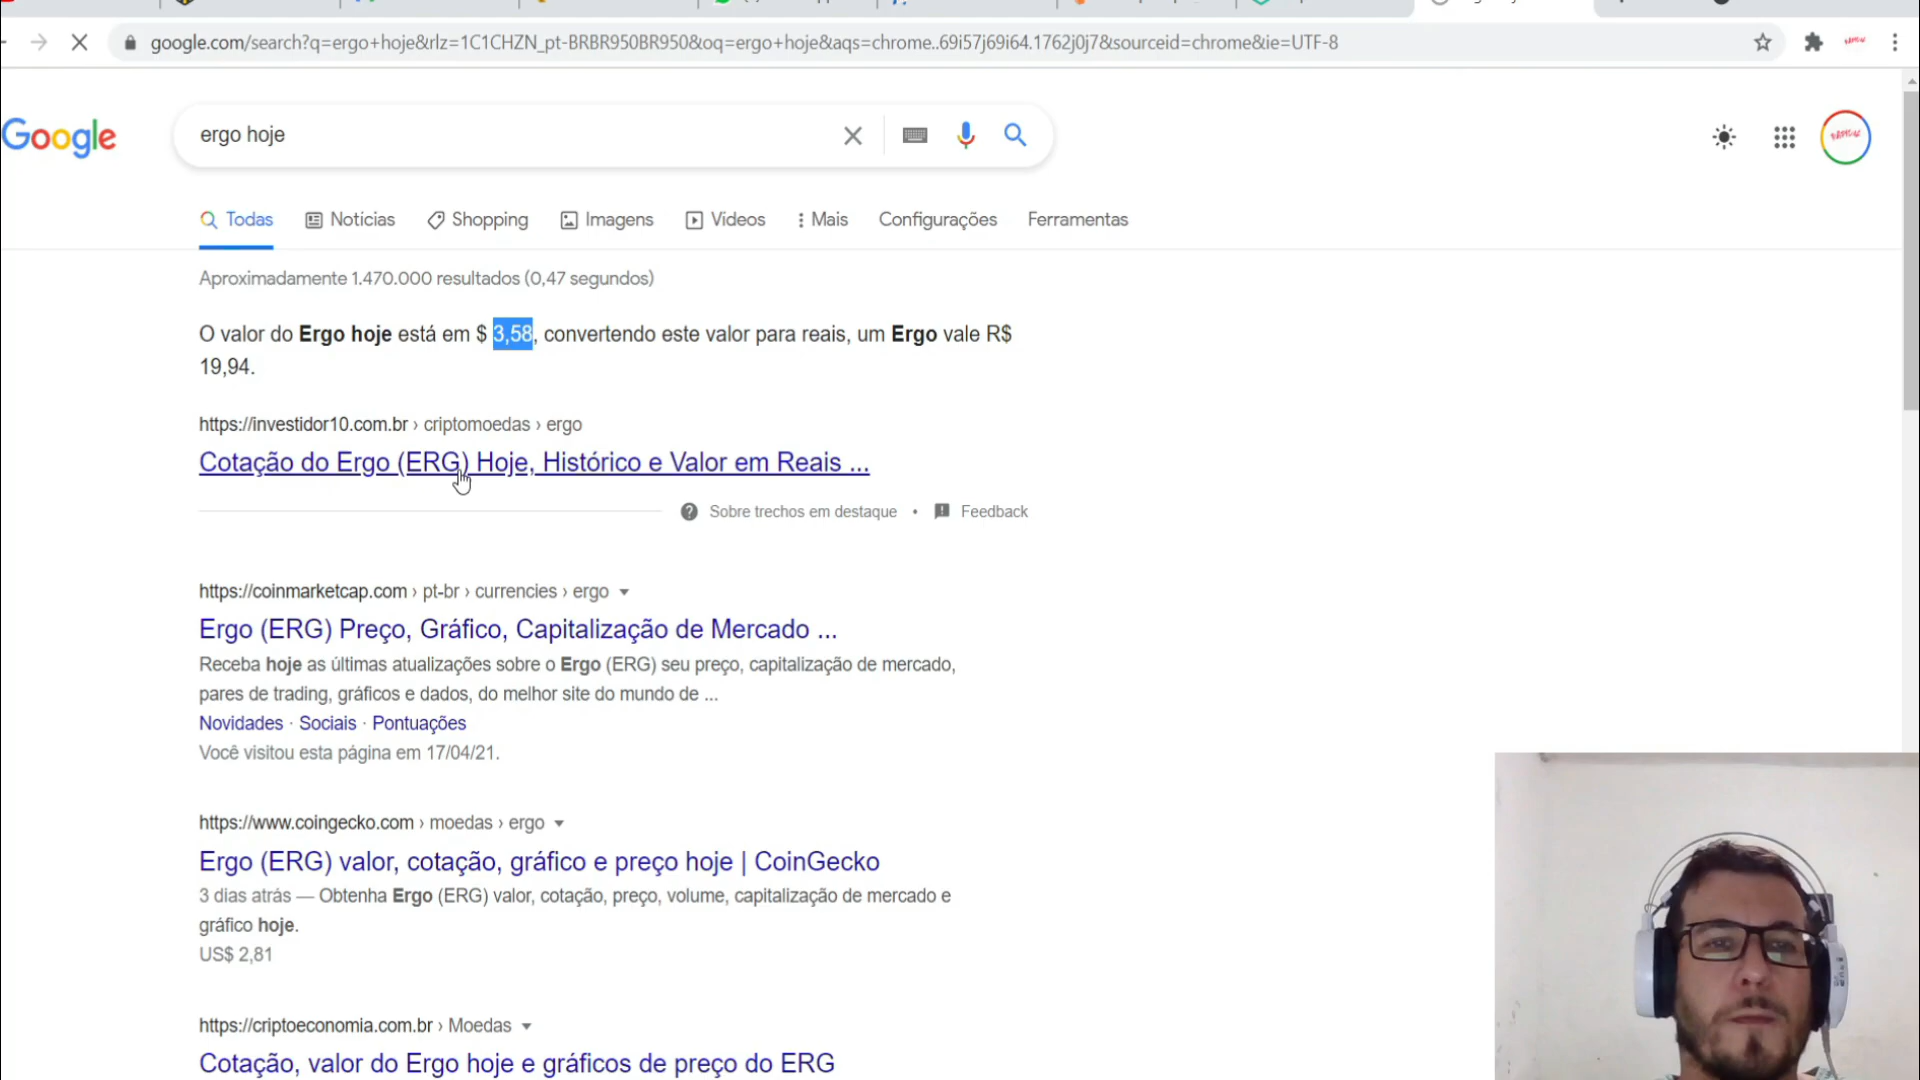 google.com/search?q=ergo+hoje&rlz=1C1CHZN_pt-BRBR950BR950&oq=ergo+hoje&aqs=chrome..69i57j69i64.1762j0j7&sourceid=chrome&ie=UTF-8
Google
ergo hoje
Todas Notícias Shopping Imagens Vídeos Mais Configurações Ferramentas
Aproximadamente 1.470.000 resultados (0,47 segundos)
O valor do Ergo hoje está em $ 3,58, convertendo este valor para reais, um Ergo vale R$
19,94.
https://investidor10.com.br › criptomoedas › ergo
Cotação do Ergo (ERG) Hoje, Histórico e Valor em Reais ...
Sobre trechos em destaque • Feedback
https://coinmarketcap.com › pt-br › currencies › ergo
Ergo (ERG) Preço, Gráfico, Capitalização de Mercado ...
Receba hoje as últimas atualizações sobre o Ergo (ERG) seu preço, capitalização de mercado,
pares de trading, gráficos e dados, do melhor site do mundo de ...
Novidades · Sociais · Pontuações
Você visitou esta página em 17/04/21.
https://www.coingecko.com › moedas › ergo
Ergo (ERG) valor, cotação, gráfico e preço hoje | CoinGecko
3 dias atrás — Obtenha Ergo (ERG) valor, cotação, preço, volume, capitalização de mercado e
gráfico hoje.
US$ 2,81
https://criptoeconomia.com.br › Moedas
Cotação, valor do Ergo hoje e gráficos de preço do ERG